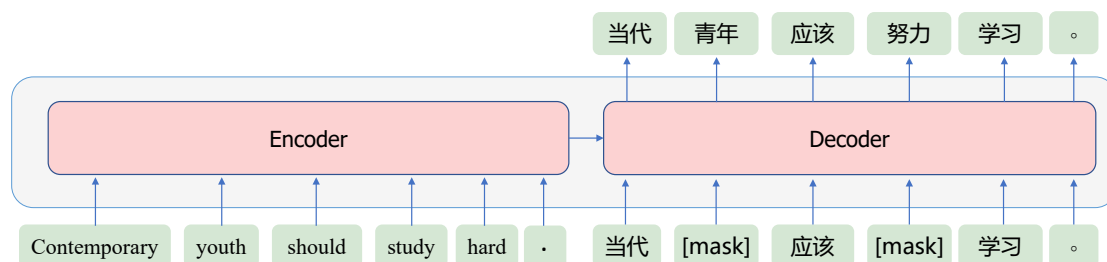 当代 青年 应该 努力 学习 。
Encoder Decoder
Contemporary youth should study hard . 当代 [mask] 应该 [mask] 学习 。